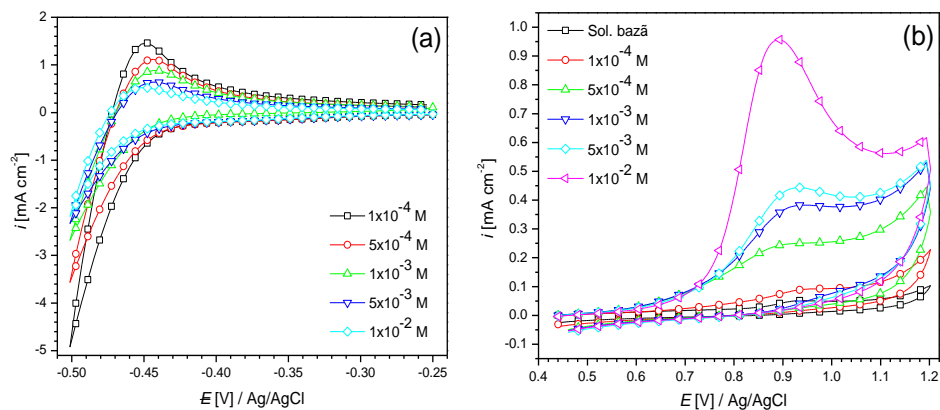 (a)
2
1
0
1
2
3
4
-5
i [mA cm⁻²]
1x10⁻⁴ M
5x10⁻⁴ M
1x10⁻³ M
5x10⁻³ M
1x10⁻² M
-0.50 -0.45 -0.40 -0.35 -0.30 -0.25
E [V] / Ag/AgCl
(b)
1.0
0.9
0.8
0.7
0.6
0.5
0.4
0.3
0.2
0.1
0.0
-0.1
i [mA cm⁻²]
Sol. bază
1x10⁻⁴ M
5x10⁻⁴ M
1x10⁻³ M
5x10⁻³ M
1x10⁻² M
0.4 0.5 0.6 0.7 0.8 0.9 1.0 1.1 1.2
E [V] / Ag/AgCl